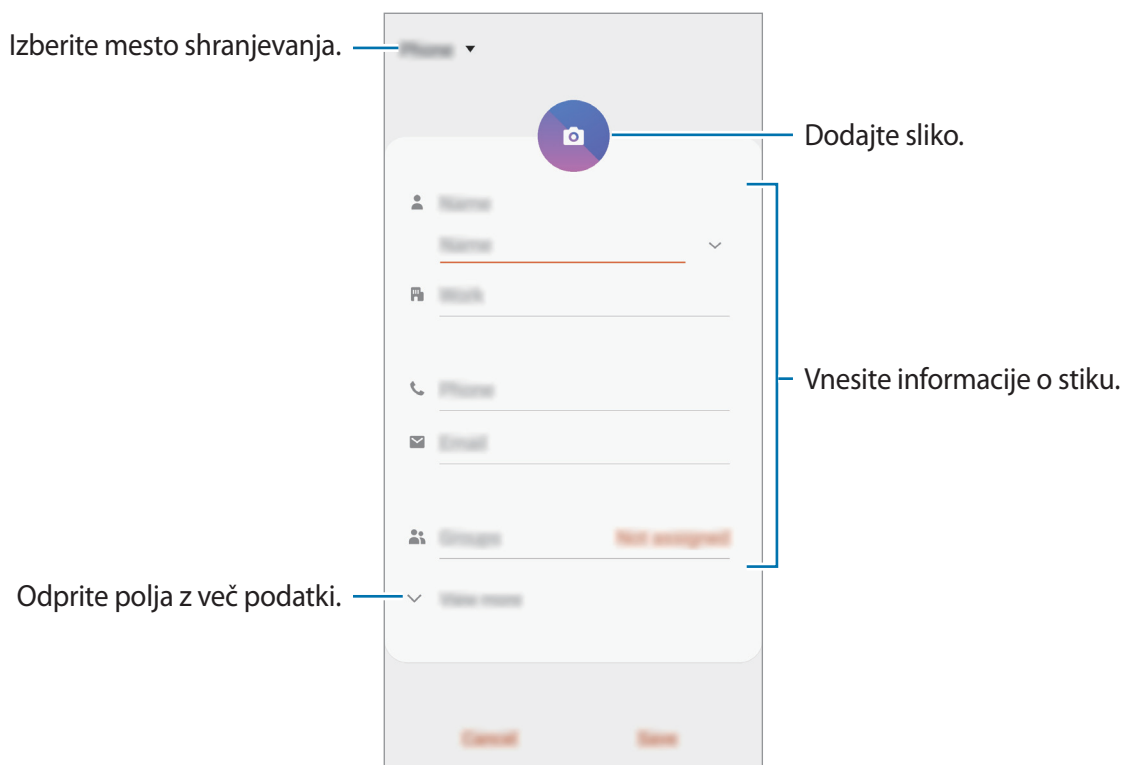 Izberite mesto shranjevanja.
Phone
Dodajte sliko.
Name
Name
Work
Vnesite informacije o stiku.
Phone
Email
Groups Not assigned
Odprite polja z več podatki.
View more
Cancel Save